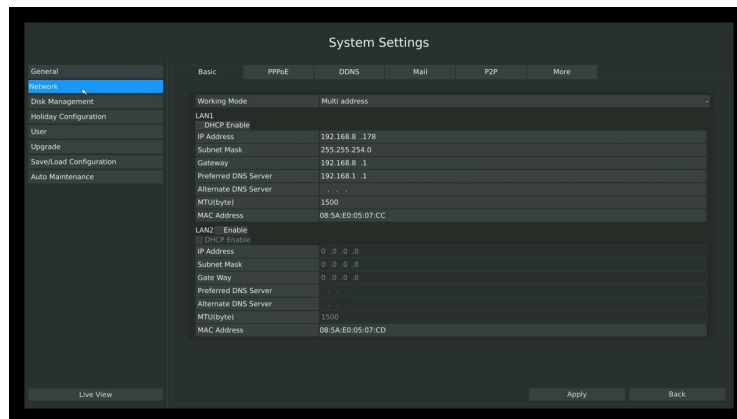 System Settings
General
Network
Disk Management
Holiday Configuration
User
Upgrade
Save/Load Configuration
Auto Maintenance
Live View
Basic PPPoE DDNS Mail P2P More
Working Mode Multi address
LAN1
DHCP Enable
IP Address 192.168.8 .178
Subnet Mask 255.255.254.0
Gateway 192.168.8 .1
Preferred DNS Server 192.168.1 .1
Alternate DNS Server . . .
MTU(byte) 1500
MAC Address 08:5A:E0:05:07:CC
LAN2 Enable
DHCP Enable
IP Address 0 .0 .0 .0
Subnet Mask 0 .0 .0 .0
Gate Way 0 .0 .0 .0
Preferred DNS Server . . .
Alternate DNS Server . . .
MTU(byte) 1500
MAC Address 08:5A:E0:05:07:CD
Apply Back